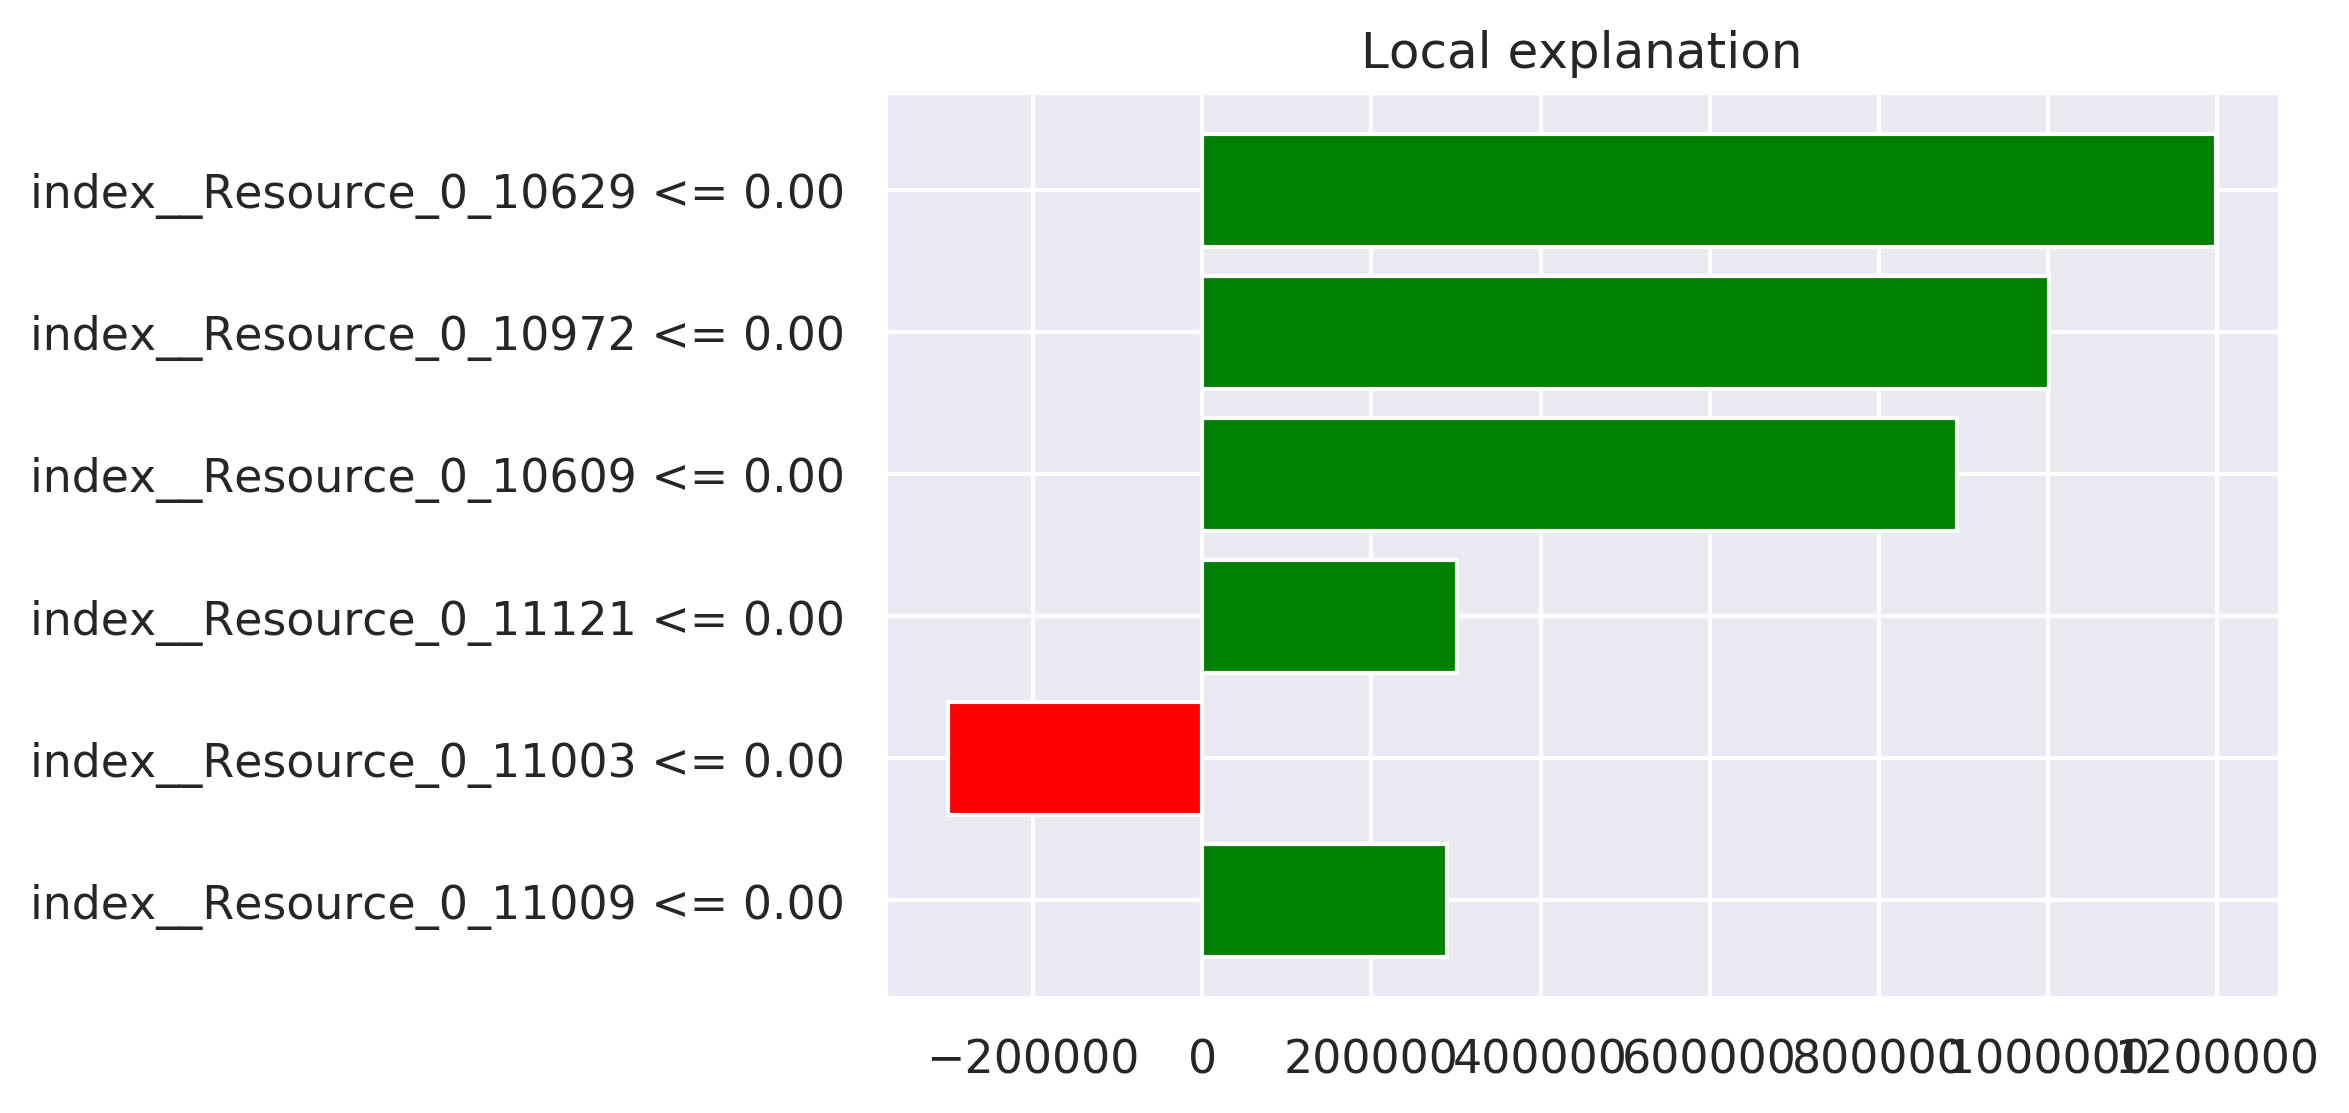 Local explanation
index__Resource_0_10629 <= 0.00
index__Resource_0_10972 <= 0.00
index__Resource_0_10609 <= 0.00
index__Resource_0_11121 <= 0.00
index__Resource_0_11003 <= 0.00
index__Resource_0_11009 <= 0.00
−200000 0 200000 400000 600000 800000 1000000 1200000